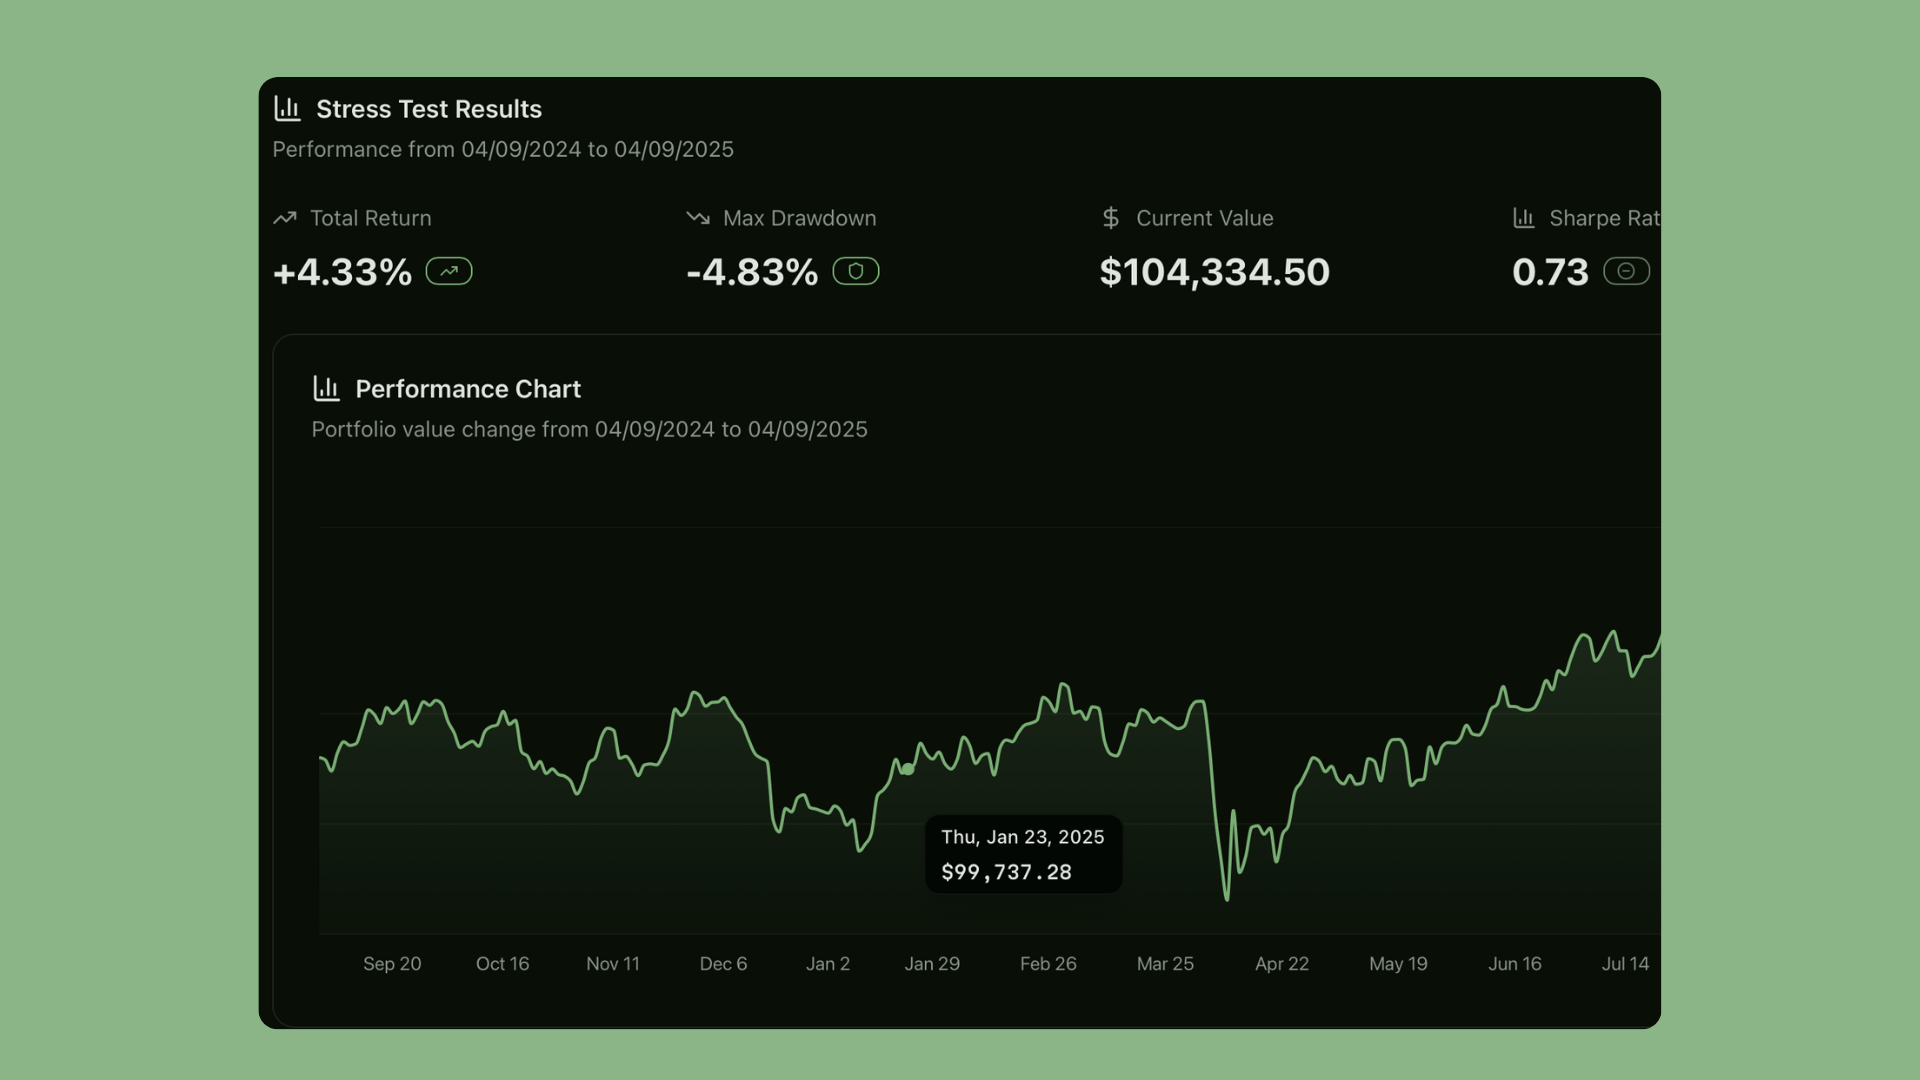 Stress Test Results
Performance from 04/09/2024 to 04/09/2025
Total Return
Max Drawdown
Current Value
Sharpe Rat
+4.33%
-4.83%
$104,334.50
0.73
Performance Chart
Portfolio value change from 04/09/2024 to 04/09/2025
Thu, Jan 23, 2025
$99,737.28
Sep 20 Oct 16 Nov 11 Dec 6 Jan 2 Jan 29 Feb 26 Mar 25 Apr 22 May 19 Jun 16 Jul 14